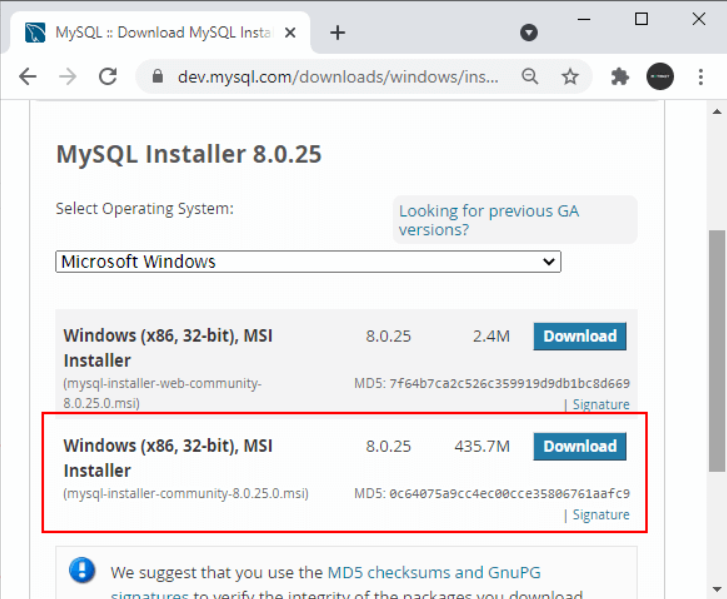 MySQL :: Download MySQL Insta
dev.mysql.com/downloads/windows/ins...
MySQL Installer 8.0.25
Select Operating System:
Looking for previous GA
versions?
Microsoft Windows
Windows (x86, 32-bit), MSI
Installer
8.0.25
2.4M
Download
(mysql-installer-web-community-
8.0.25.0.msi)
MD5: 7f64b7ca2c526c359919d9db1bc8d669
| Signature
Windows (x86, 32-bit), MSI
Installer
8.0.25
435.7M
Download
(mysql-installer-community-8.0.25.0.msi)
MD5: 0c64075a9cc4ec00cce35806761aafc9
| Signature
We suggest that you use the MD5 checksums and GnuPG
signatures to verify the integrity of the packages you download.